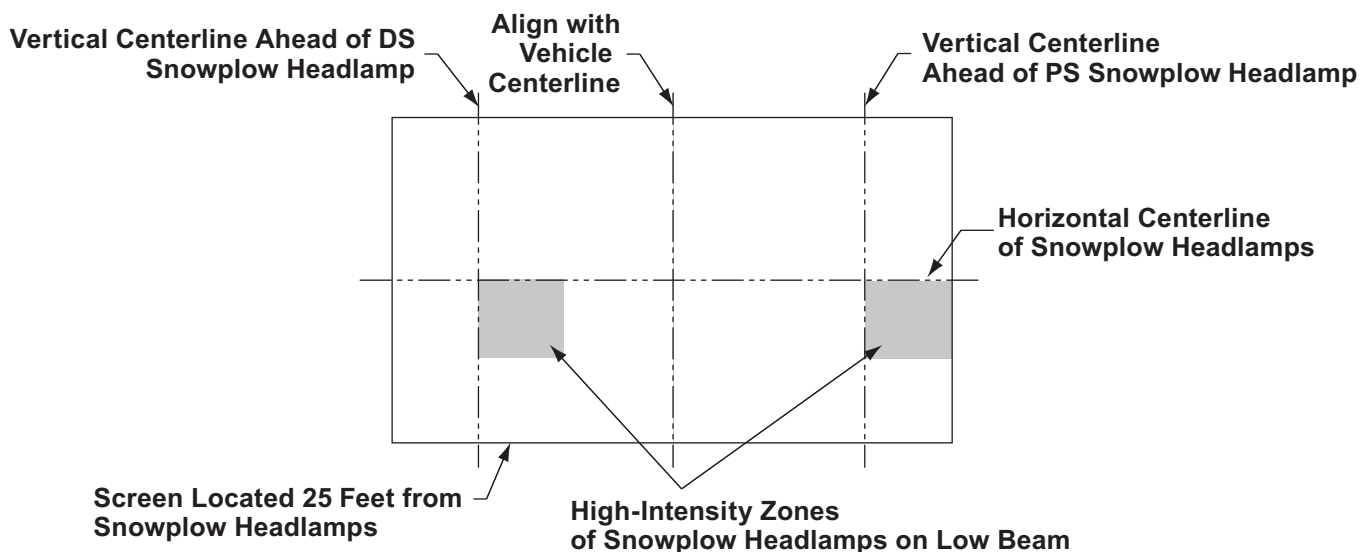 Vertical Centerline Ahead of DS
Snowplow Headlamp
Align with
Vehicle
Centerline
Vertical Centerline
Ahead of PS Snowplow Headlamp
Horizontal Centerline
of Snowplow Headlamps
Screen Located 25 Feet from
Snowplow Headlamps
High-Intensity Zones
of Snowplow Headlamps on Low Beam